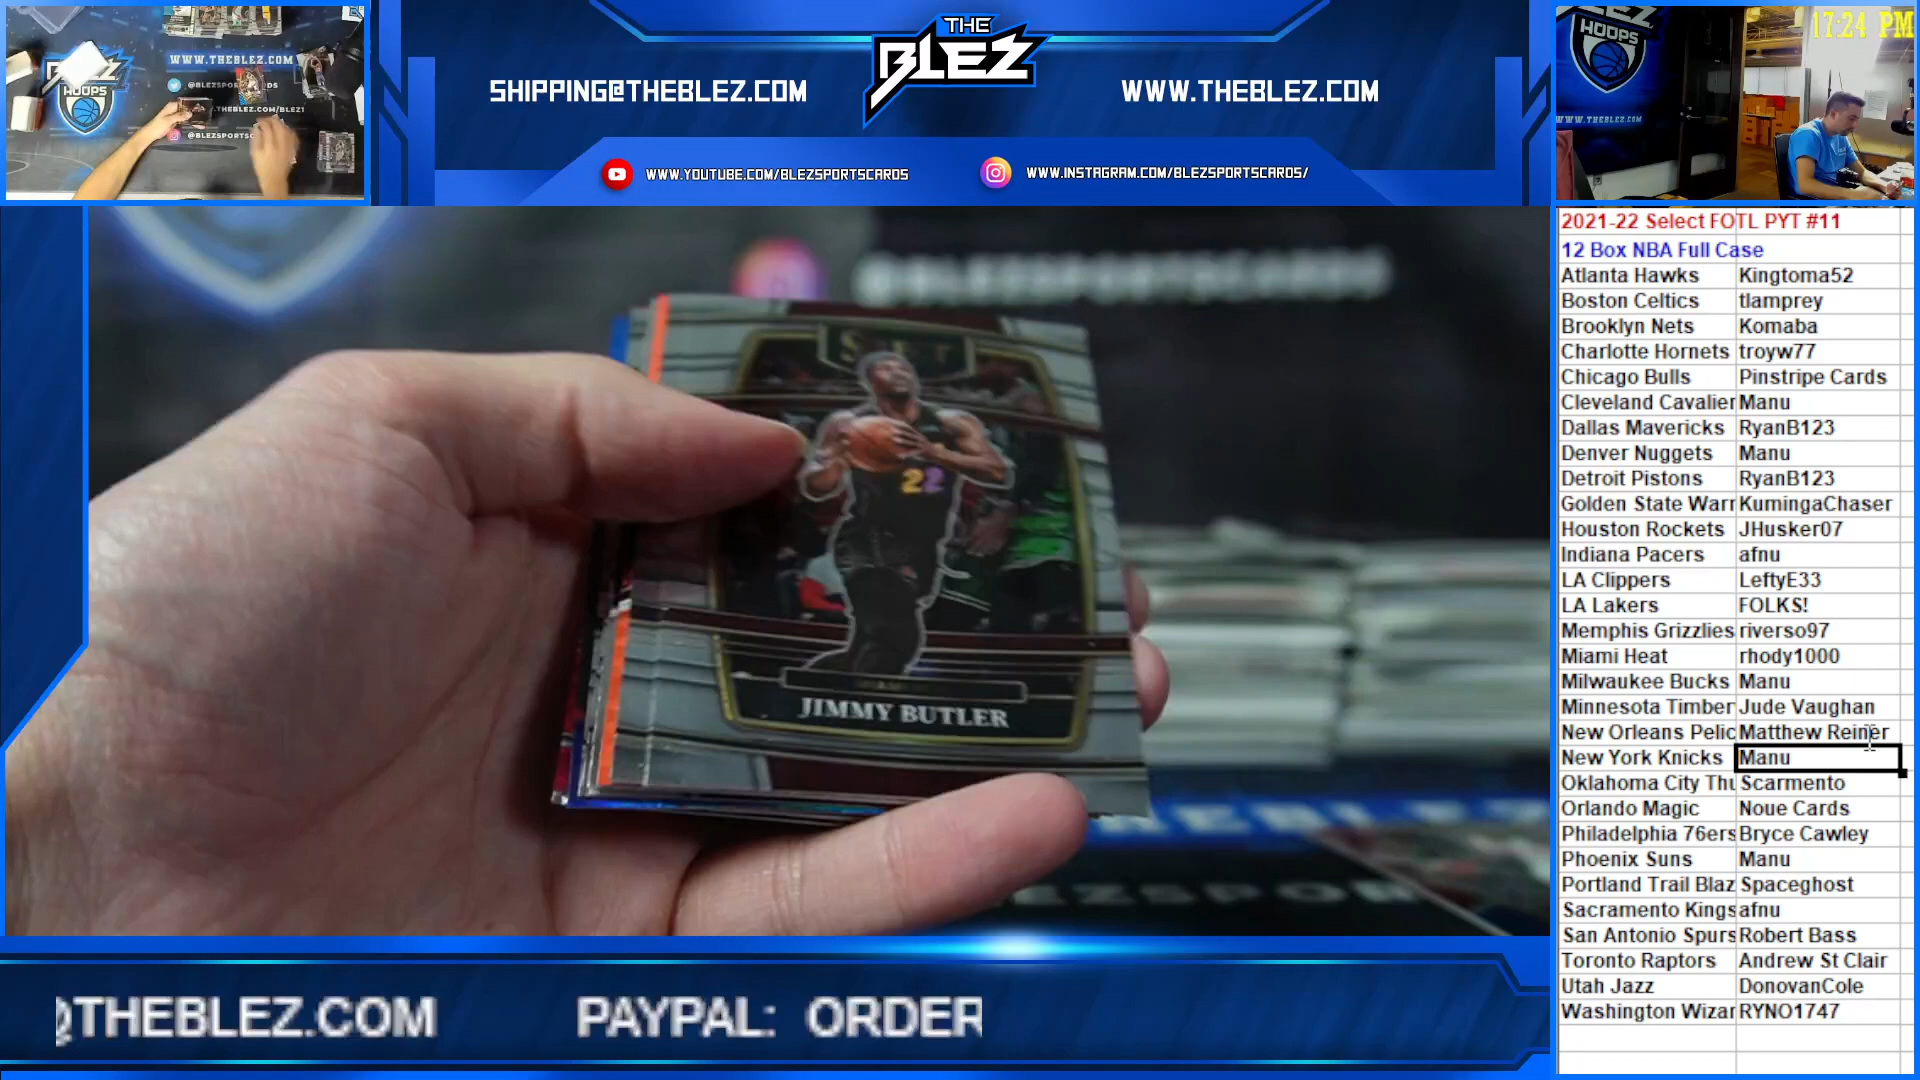 WWW.THEBLEZ.COM
HOOPS
@BLEZSPORTSC
THE
BLEZ
SHIPPING@THEBLEZ.COM
WWW.THEBLEZ.COM
WWW.YOUTUBE.COM/BLEZSPORTSCARDS
WWW.INSTAGRAM.COM/BLEZSPORTSCARDS/
HOOPS
WWW.THEBLEZ.COM
17:24 PM
@BLEZSPORTSCARDS
22
JIMMY BUTLER
@THEBLEZ.COM PAYPAL: ORDER
2021-22 Select FOTL PYT #11
12 Box NBA Full Case
Atlanta Hawks Kingtoma52
Boston Celtics tlamprey
Brooklyn Nets Komaba
Charlotte Hornets troyw77
Chicago Bulls Pinstripe Cards
Cleveland Cavalier Manu
Dallas Mavericks RyanB123
Denver Nuggets Manu
Detroit Pistons RyanB123
Golden State Warr KumingaChaser
Houston Rockets JHusker07
Indiana Pacers afnu
LA Clippers LeftyE33
LA Lakers FOLKS!
Memphis Grizzlies riverso97
Miami Heat rhody1000
Milwaukee Bucks Manu
Minnesota Timber Jude Vaughan
New Orleans Pelic Matthew Reiner
New York Knicks Manu
Oklahoma City Thu Scarmento
Orlando Magic Noue Cards
Philadelphia 76ers Bryce Cawley
Phoenix Suns Manu
Portland Trail Blaz Spaceghost
Sacramento Kings afnu
San Antonio Spurs Robert Bass
Toronto Raptors Andrew St Clair
Utah Jazz DonovanCole
Washington Wizar RYNO1747